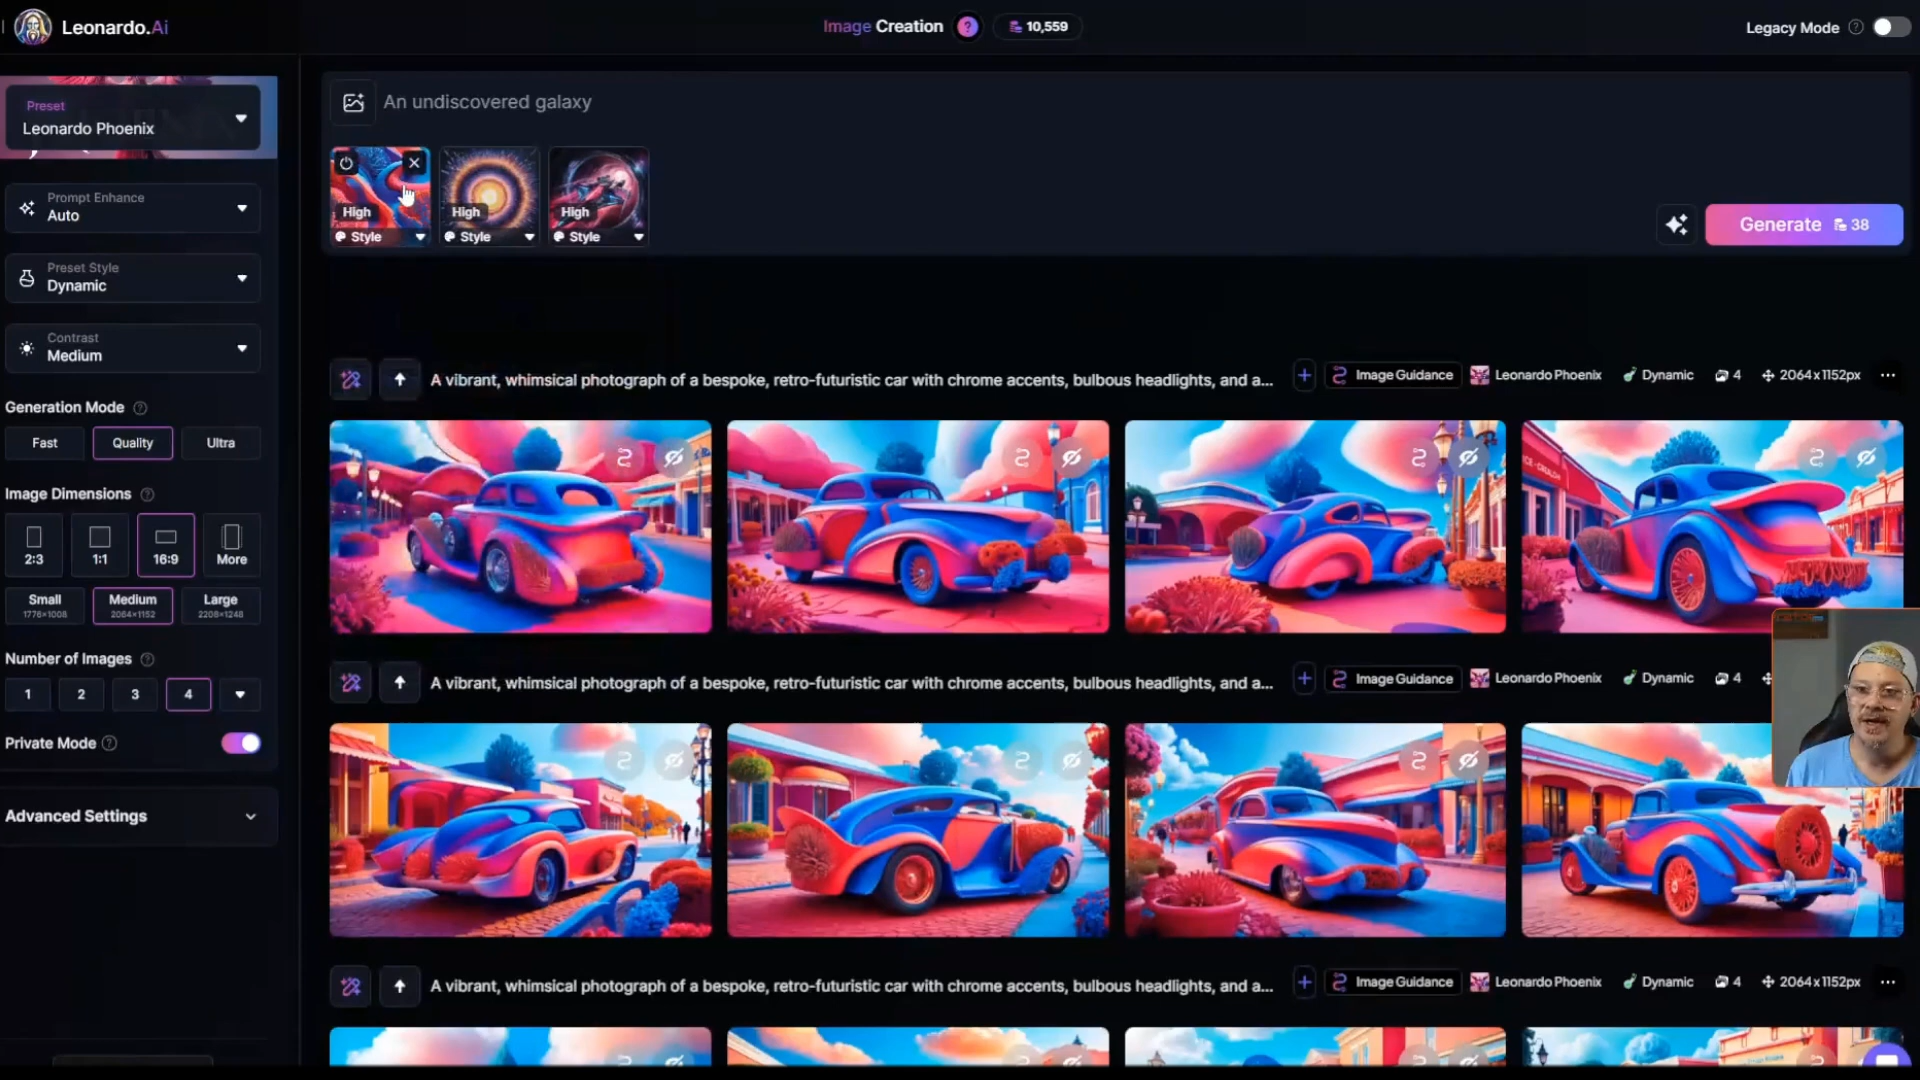 Leonardo.Ai
Image Creation ? 10,559
Legacy Mode ?
Preset
Leonardo Phoenix
An undiscovered galaxy
Prompt Enhance
Auto
High
Style
High
Style
High
Style
Generate 38
Preset Style
Dynamic
Contrast
Medium
A vibrant, whimsical photograph of a bespoke, retro-futuristic car with chrome accents, bulbous headlights, and a...
Image Guidance
Leonardo Phoenix
Dynamic
4
2064x1152px
Generation Mode ?
Fast
Quality
Ultra
Image Dimensions ?
2:3
1:1
16:9
More
Small
1776×1008
Medium
2064×1152
Large
2208×1248
Number of Images ?
1
2
3
4
Private Mode ?
A vibrant, whimsical photograph of a bespoke, retro-futuristic car with chrome accents, bulbous headlights, and a...
Image Guidance
Leonardo Phoenix
Dynamic
4
Advanced Settings
A vibrant, whimsical photograph of a bespoke, retro-futuristic car with chrome accents, bulbous headlights, and a...
Image Guidance
Leonardo Phoenix
Dynamic
4
2064x1152px